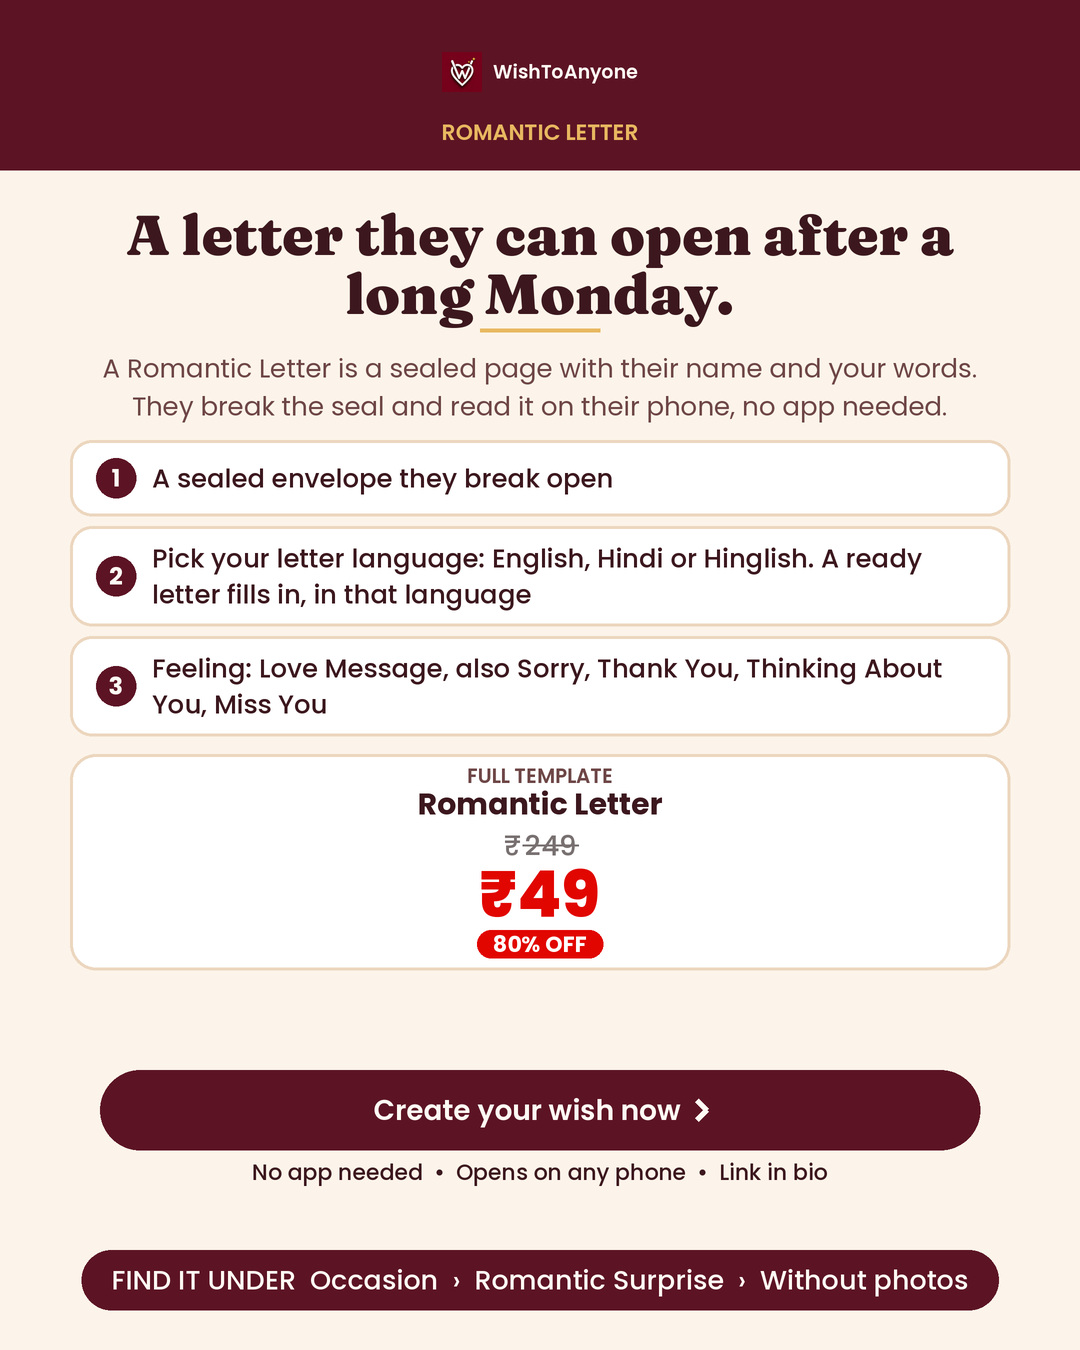 WishToAnyone
ROMANTIC LETTER
A letter they can open after a
long Monday.
A Romantic Letter is a sealed page with their name and your words.
They break the seal and read it on their phone, no app needed.
1 A sealed envelope they break open
2 Pick your letter language: English, Hindi or Hinglish. A ready
letter fills in, in that language
3 Feeling: Love Message, also Sorry, Thank You, Thinking About
You, Miss You
FULL TEMPLATE
Romantic Letter
₹249
₹49
80% OFF
Create your wish now ›
No app needed • Opens on any phone • Link in bio
FIND IT UNDER Occasion › Romantic Surprise › Without photos